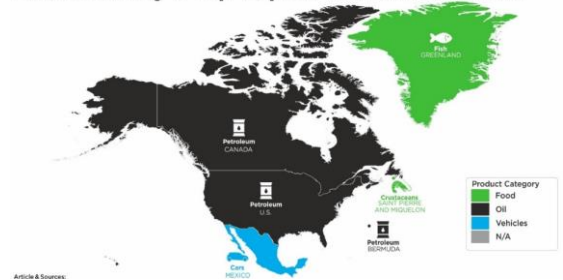 Fish
GREENLAND
Petroleum
CANADA
Petroleum
U.S.
Crustaceans
SAINT PIERRE
AND MIQUELON
Petroleum
BERMUDA
Cars
MEXICO
Product Category
Food
Oil
Vehicles
N/A
Article & Sources: